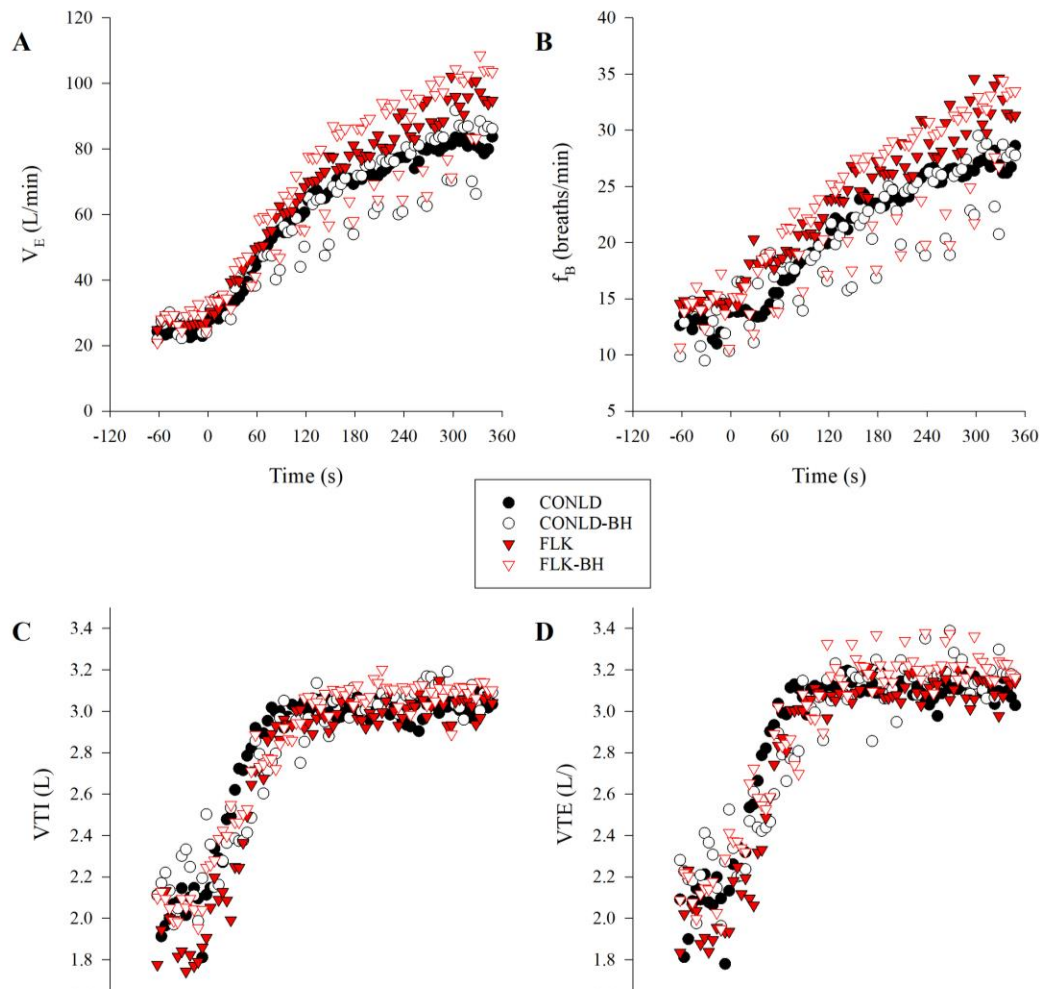 A
V_E (L/min)
120
100
80
60
40
20
0
-120 -60 0 60 120 180 240 300 360
Time (s)
B
f_B (breaths/min)
40
35
30
25
20
15
10
5
-120 -60 0 60 120 180 240 300 360
Time (s)
CONLD
CONLD-BH
FLK
FLK-BH
C
VTI (L)
3.4
3.2
3.0
2.8
2.6
2.4
2.2
2.0
1.8
D
VTE (L/)
3.4
3.2
3.0
2.8
2.6
2.4
2.2
2.0
1.8